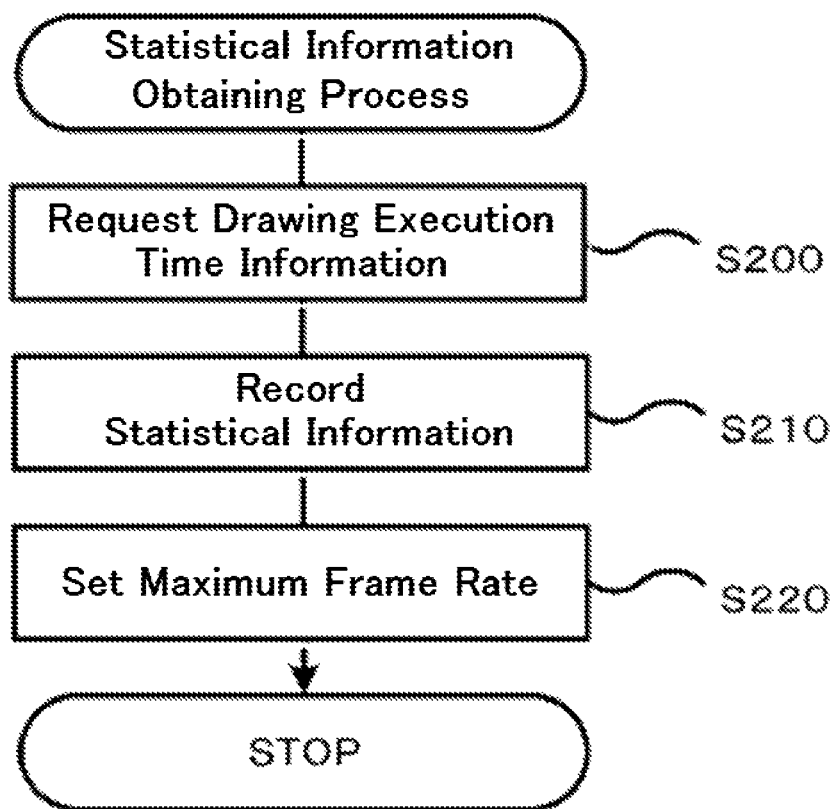 Statistical Information
Obtaining Process
Request Drawing Execution
Time Information
S200
Record
Statistical Information
S210
Set Maximum Frame Rate
S220
STOP